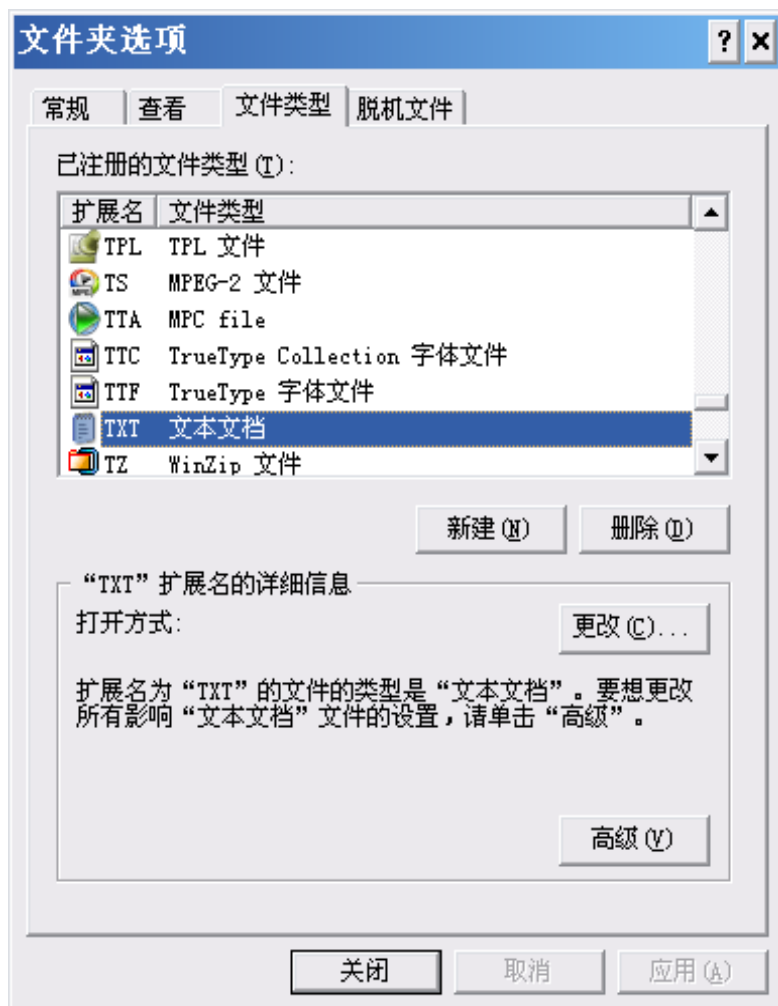 文件夹选项
常规 查看 文件类型 脱机文件
已注册的文件类型(T):
扩展名 文件类型
TPL TPL 文件
TS MPEG-2 文件
TTA MPC file
TTC TrueType Collection 字体文件
TTF TrueType 字体文件
TXT 文本文档
TZ WinZip 文件
新建(N) 删除(D)
“TXT”扩展名的详细信息
打开方式: 更改(C)...
扩展名为“TXT”的文件的类型是“文本文档”。要想更改
所有影响“文本文档”文件的设置，请单击“高级”。
高级(V)
关闭 取消 应用(A)